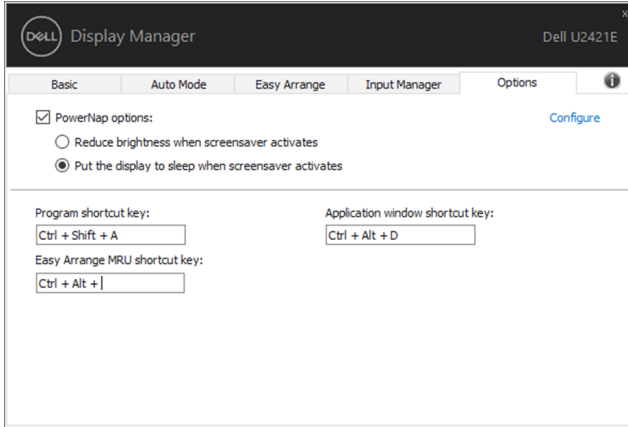 x
DELL Display Manager
Dell U2421E
Basic Auto Mode Easy Arrange Input Manager Options i
PowerNap options:
Configure
Reduce brightness when screensaver activates
Put the display to sleep when screensaver activates
Program shortcut key:
Application window shortcut key:
Ctrl + Shift + A
Ctrl + Alt + D
Easy Arrange MRU shortcut key:
Ctrl + Alt +